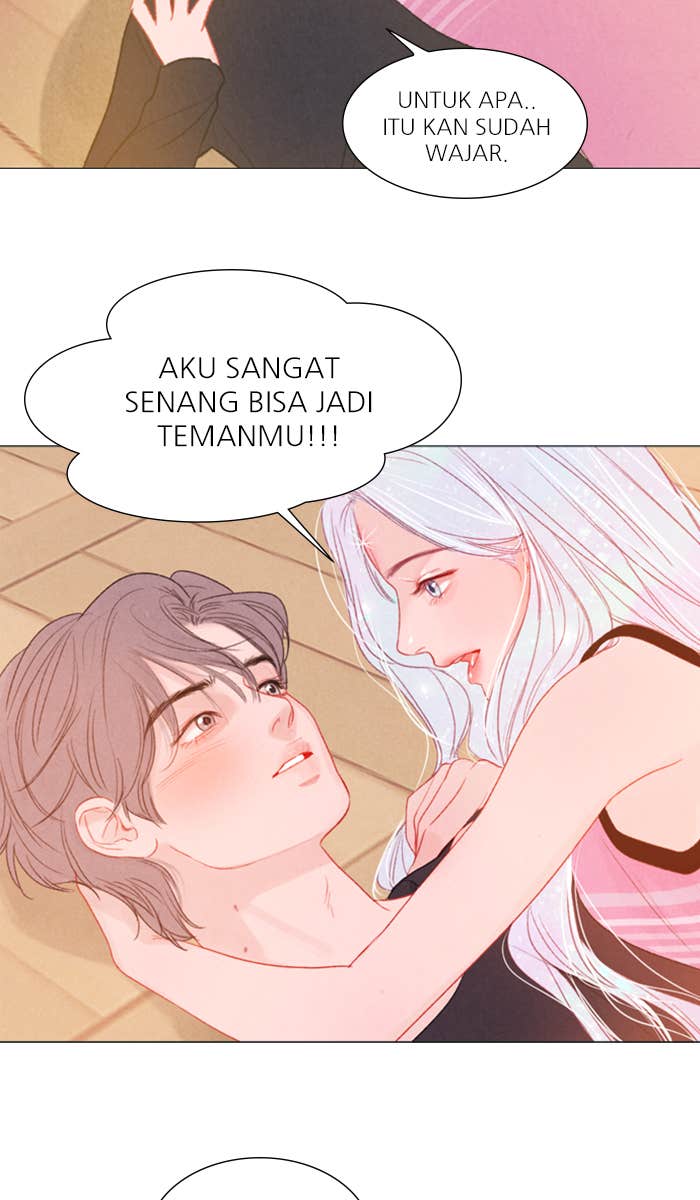 UNTUK APA..
ITU KAN SUDAH
WAJAR.
AKU SANGAT
SENANG BISA JADI
TEMANMU!!!